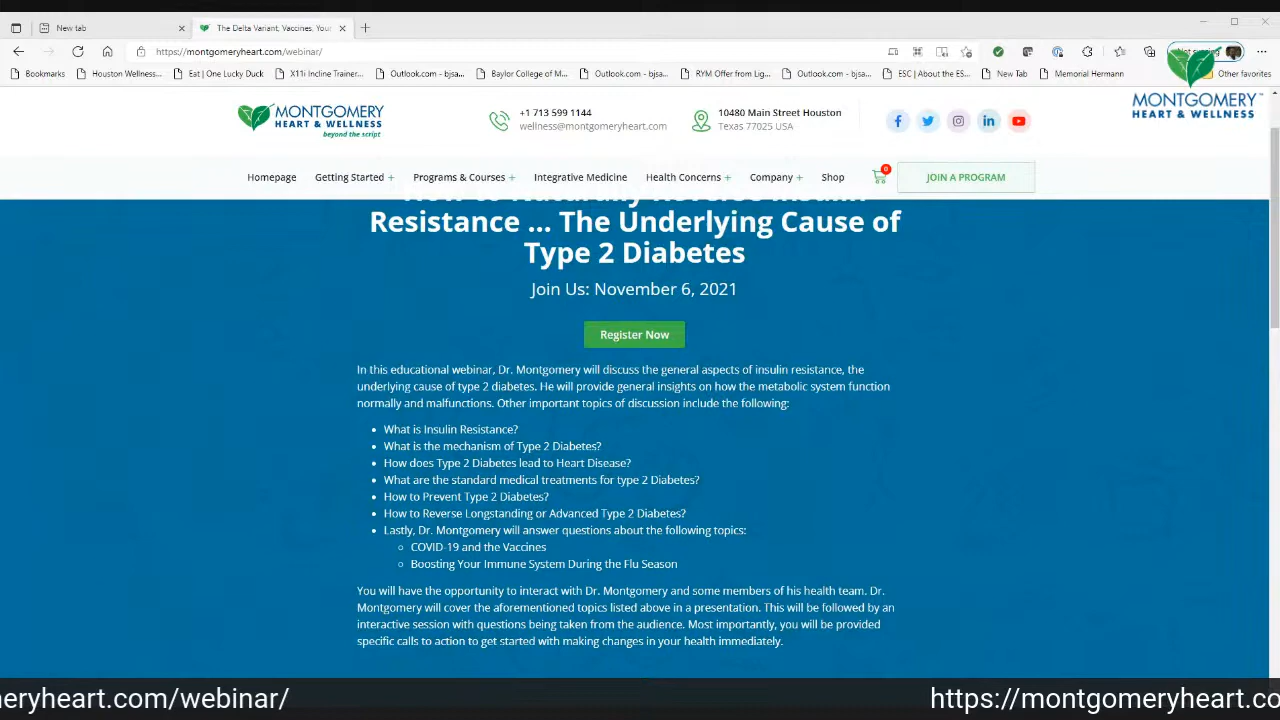 New tab
The Delta Variant, Vaccines, Your
https://montgomeryheart.com/webinar/
Not syncing
Bookmarks
Houston Wellness...
Eat | One Lucky Duck
X11i Incline Trainer...
Outlook.com - bjsa...
Baylor College of M...
Outlook.com - bjsa...
RYM Offer from Lig...
Outlook.com - bjsa...
ESC | About the ES...
New Tab
Memorial Hermann
Other favorites
MONTGOMERY
HEART & WELLNESS
beyond the script
+1 713 599 1144
wellness@montgomeryheart.com
10480 Main Street Houston
Texas 77025 USA
MONTGOMERY™
HEART & WELLNESS
Homepage
Getting Started +
Programs & Courses +
Integrative Medicine
Health Concerns +
Company +
Shop
0
JOIN A PROGRAM
How to Naturally Reverse Insulin
Resistance ... The Underlying Cause of
Type 2 Diabetes
Join Us: November 6, 2021
Register Now
In this educational webinar, Dr. Montgomery will discuss the general aspects of insulin resistance, the
underlying cause of type 2 diabetes. He will provide general insights on how the metabolic system function
normally and malfunctions. Other important topics of discussion include the following:
• What is Insulin Resistance?
• What is the mechanism of Type 2 Diabetes?
• How does Type 2 Diabetes lead to Heart Disease?
• What are the standard medical treatments for type 2 Diabetes?
• How to Prevent Type 2 Diabetes?
• How to Reverse Longstanding or Advanced Type 2 Diabetes?
• Lastly, Dr. Montgomery will answer questions about the following topics:
○ COVID-19 and the Vaccines
○ Boosting Your Immune System During the Flu Season
You will have the opportunity to interact with Dr. Montgomery and some members of his health team. Dr.
Montgomery will cover the aforementioned topics listed above in a presentation. This will be followed by an
interactive session with questions being taken from the audience. Most importantly, you will be provided
specific calls to action to get started with making changes in your health immediately.
neryheart.com/webinar/
https://montgomeryheart.co